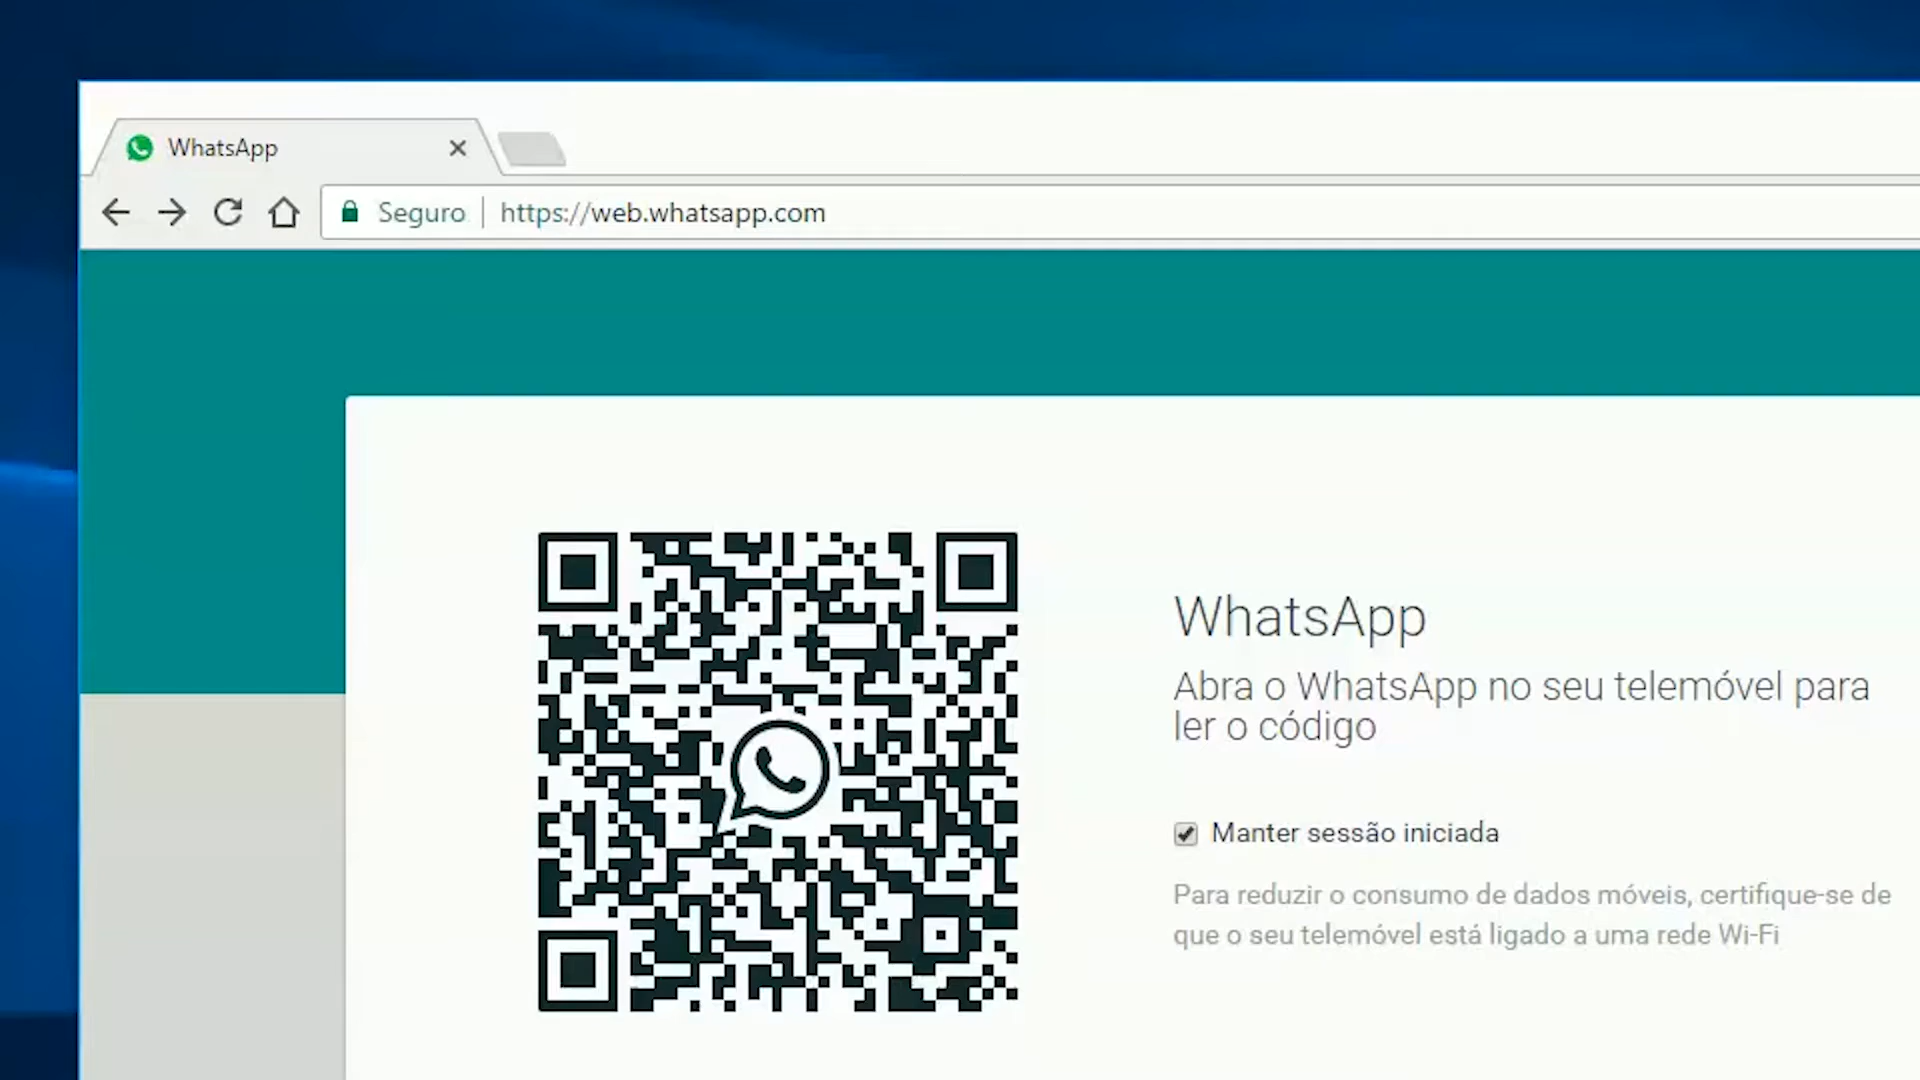 WhatsApp
Seguro
https://web.whatsapp.com
WhatsApp
Abra o WhatsApp no seu telemóvel para
ler o código
Manter sessão iniciada
Para reduzir o consumo de dados móveis, certifique-se de
que o seu telemóvel está ligado a uma rede Wi-Fi